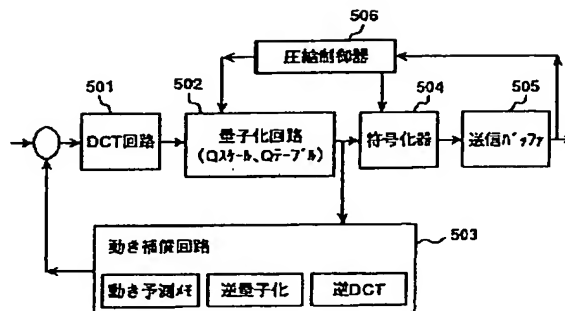 506
圧縮制御器
501
502
504
505
DCT回路
量子化回路
(Qスケール、Qテーブル)
符号化器
送信バッファ
503
動き補償回路
動き予測メモ
逆量子化
逆DCT